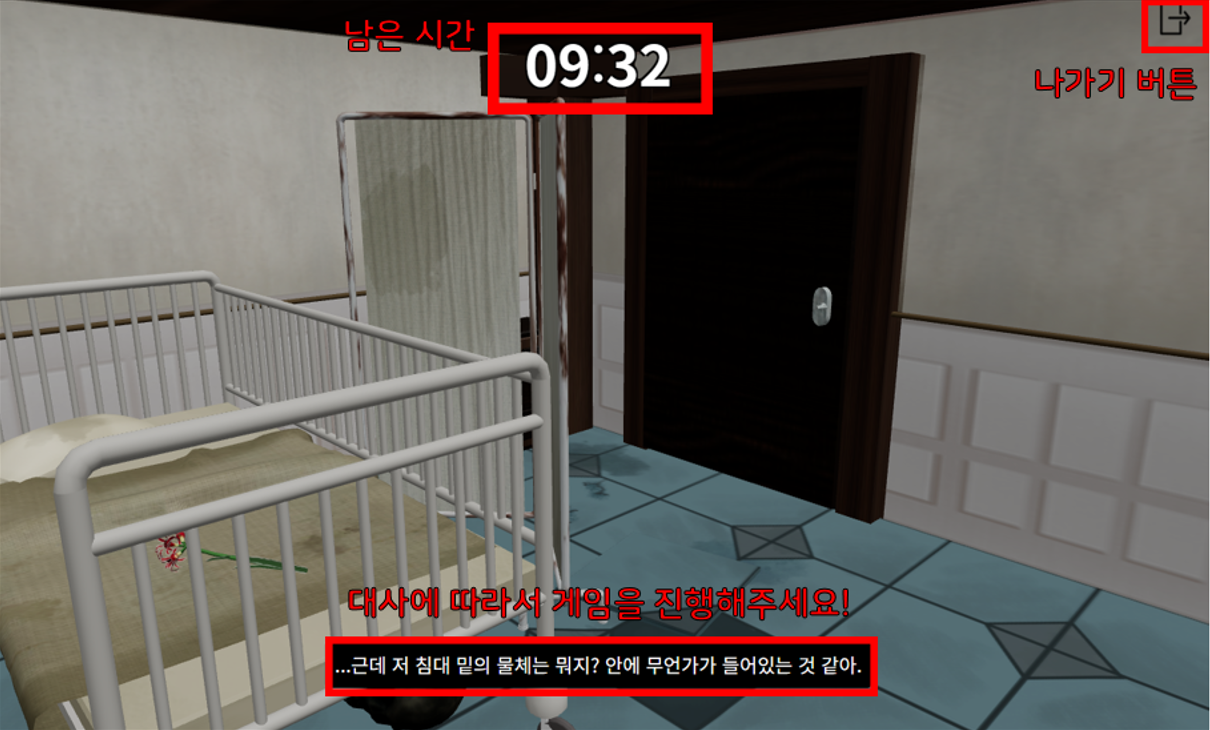 남은 시간
09:32
나가기 버튼
대사에 따라서 게임을 진행해주세요!
...근데 저 침대 밑의 물체는 뭐지? 안에 무언가가 들어있는 것 같아.